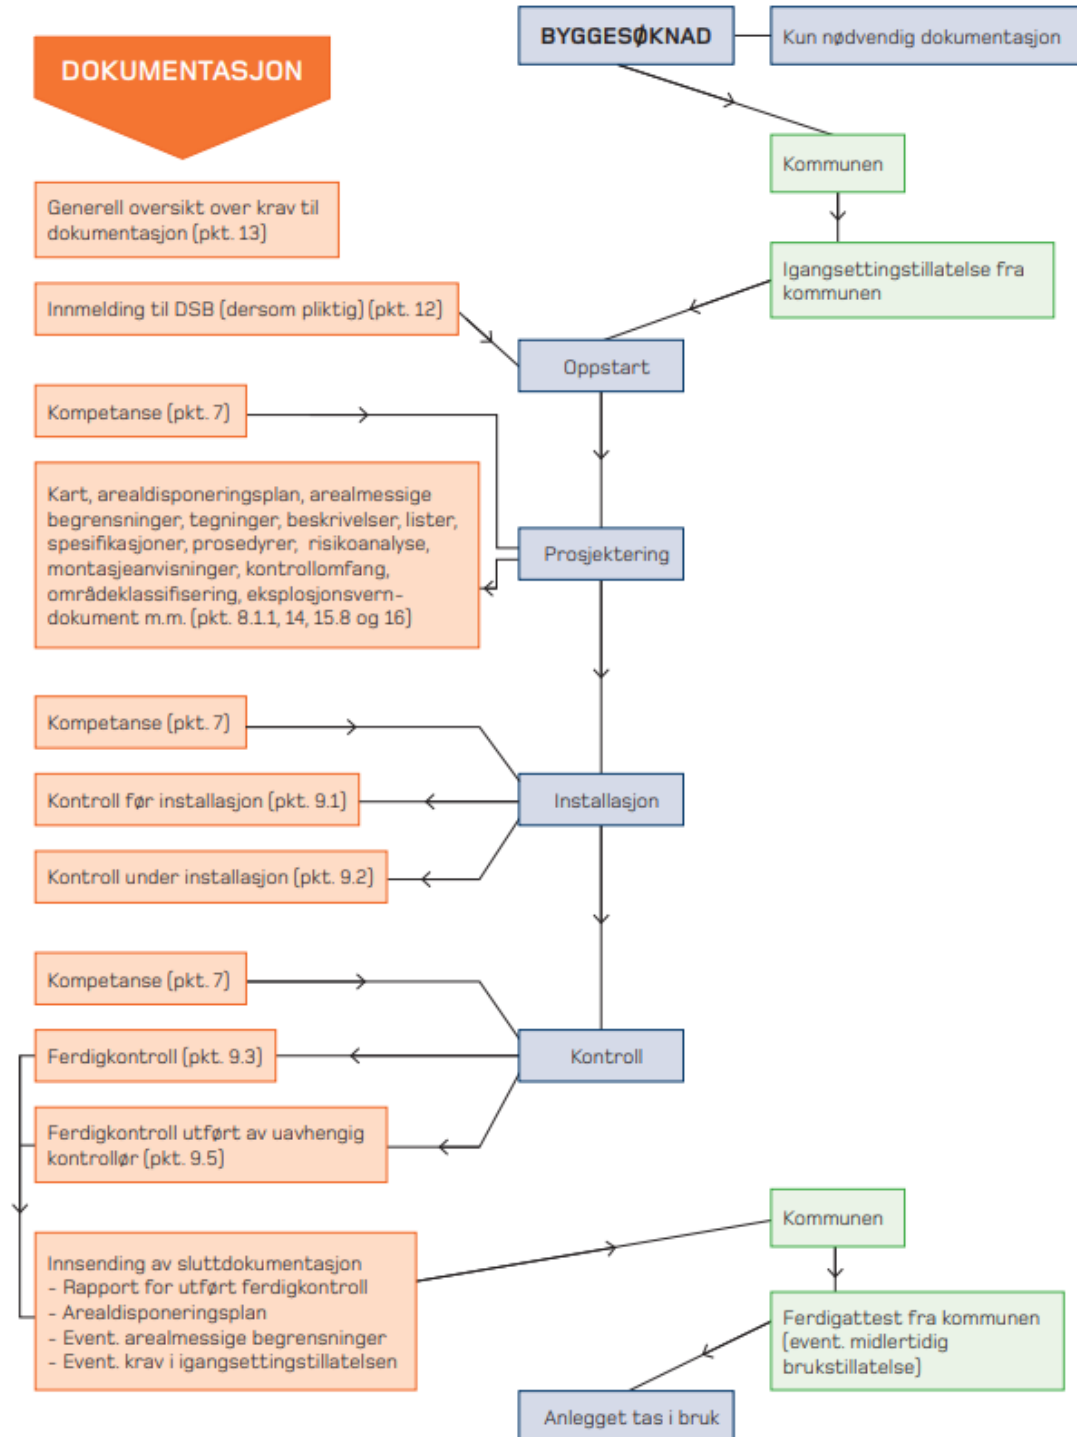 BYGGESØKNAD
Kun nødvendig dokumentasjon
DOKUMENTASJON
Kommunen
Generell oversikt over krav til
dokumentasjon (pkt. 13)
Igangsettingstillatelse fra
kommunen
Innmelding til DSB (dersom pliktig) (pkt. 12)
Oppstart
Kompetanse (pkt. 7)
Kart, arealdisponeringsplan, arealmessige
begrensninger, tegninger, beskrivelser, lister,
spesifikasjoner, prosedyrer, risikoanalyse,
montasjeanvisninger, kontrollomfang,
områdeklassifisering, eksplosjonsvern-
dokument m.m. (pkt. 8.1.1, 14, 15.8 og 16)
Prosjektering
Kompetanse (pkt. 7)
Kontroll før installasjon (pkt. 9.1)
Installasjon
Kontroll under installasjon (pkt. 9.2)
Kompetanse (pkt. 7)
Ferdigkontroll (pkt. 9.3)
Kontroll
Ferdigkontroll utført av uavhengig
kontrollør (pkt. 9.5)
Kommunen
Innsending av sluttdokumentasjon
- Rapport for utført ferdigkontroll
- Arealdisponeringsplan
- Event. arealmessige begrensninger
- Event. krav i igangsettingstillatelsen
Ferdigattest fra kommunen
(event. midlertidig
brukstillatelse)
Anlegget tas i bruk